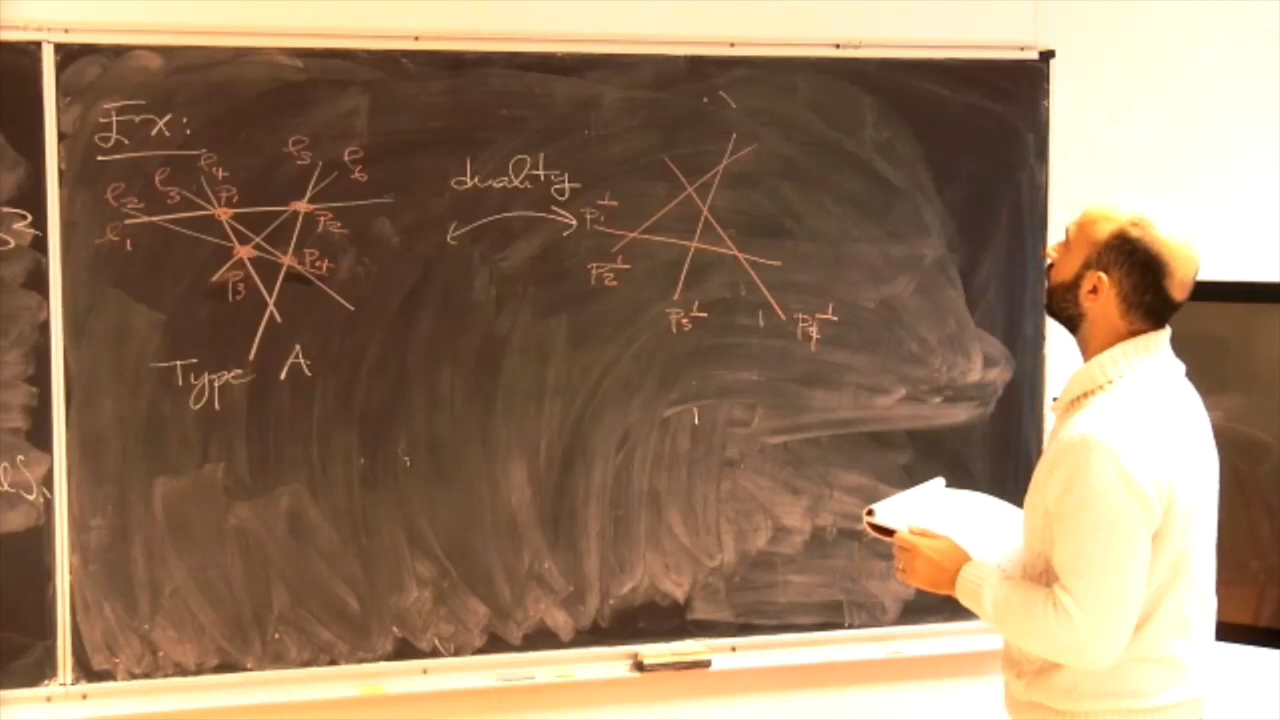 Ex:
l5 l6
l4
l3
l2 P1
l1 P2
P3 P4
Type A
duality
P1⊥
P2⊥
P3⊥ P4⊥